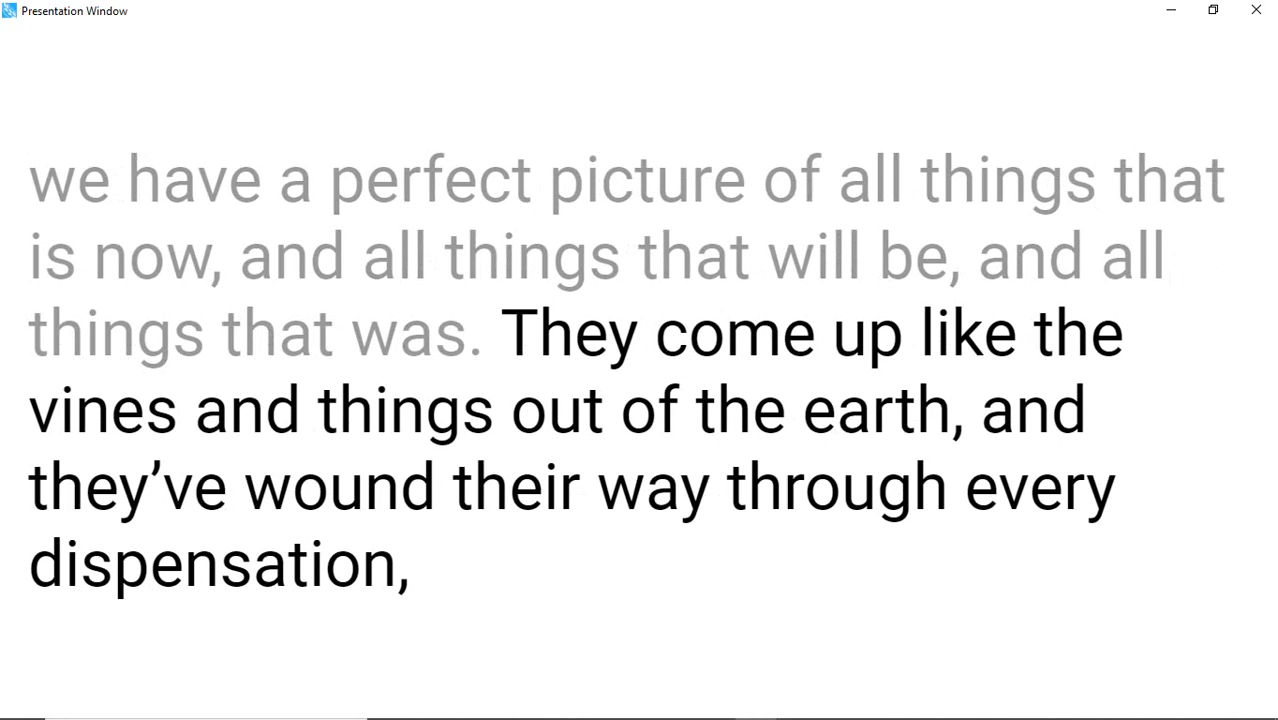 Presentation Window
we have a perfect picture of all things that
is now, and all things that will be, and all
things that was. They come up like the
vines and things out of the earth, and
they’ve wound their way through every
dispensation,